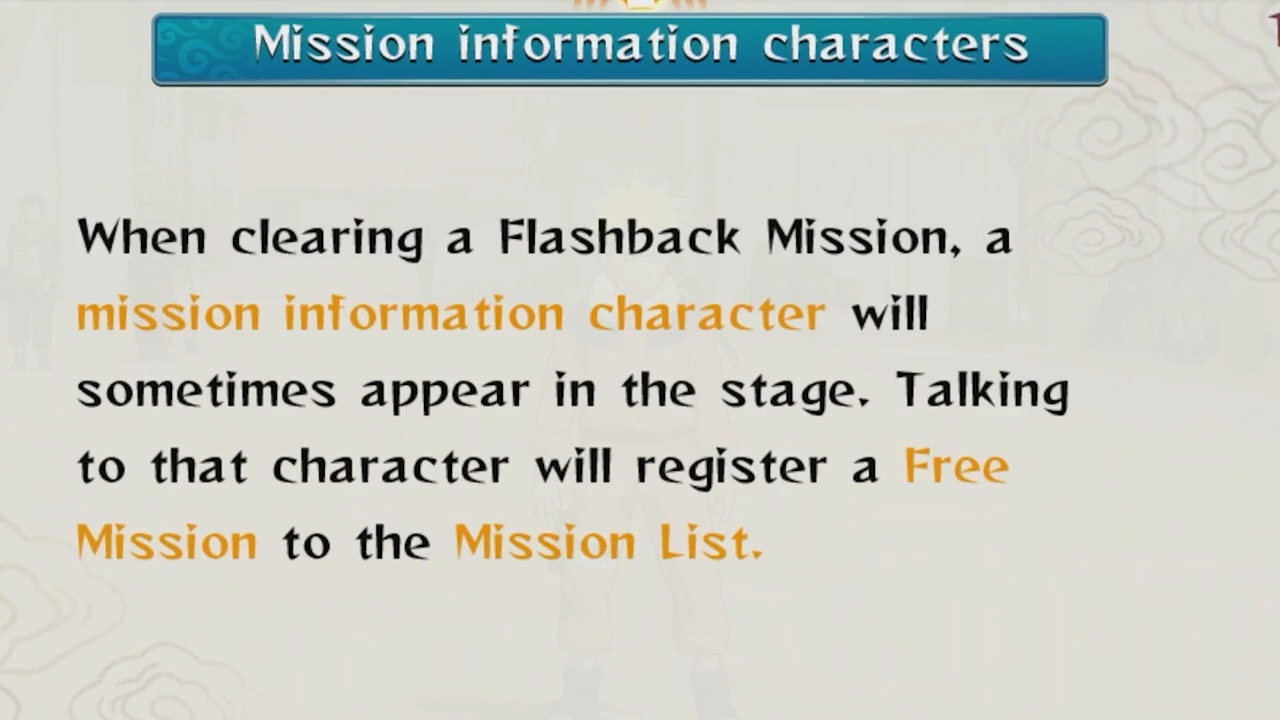 Mission information characters
When clearing a Flashback Mission, a
mission information character will
sometimes appear in the stage. Talking
to that character will register a Free
Mission to the Mission List.